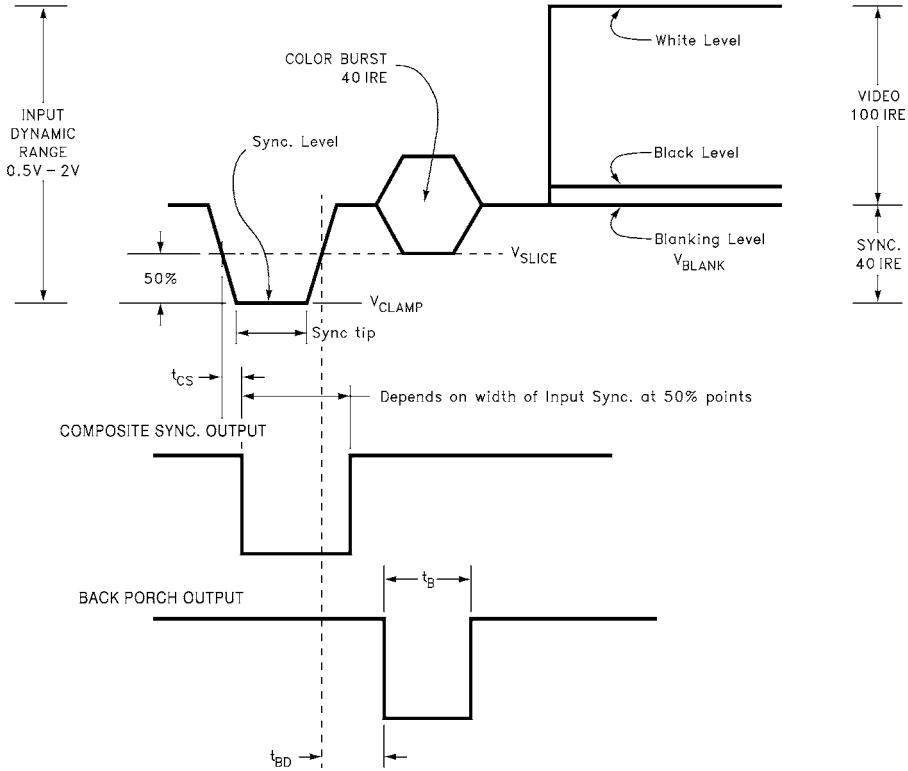 White Level
COLOR BURST
40 IRE
VIDEO
100 IRE
INPUT
DYNAMIC
RANGE
0.5V – 2V
Sync. Level
Black Level
VSLICE
Blanking Level
VBLANK
SYNC.
40 IRE
50%
VCLAMP
Sync tip
tCS
Depends on width of Input Sync. at 50% points
COMPOSITE SYNC. OUTPUT
tB
BACK PORCH OUTPUT
tBD